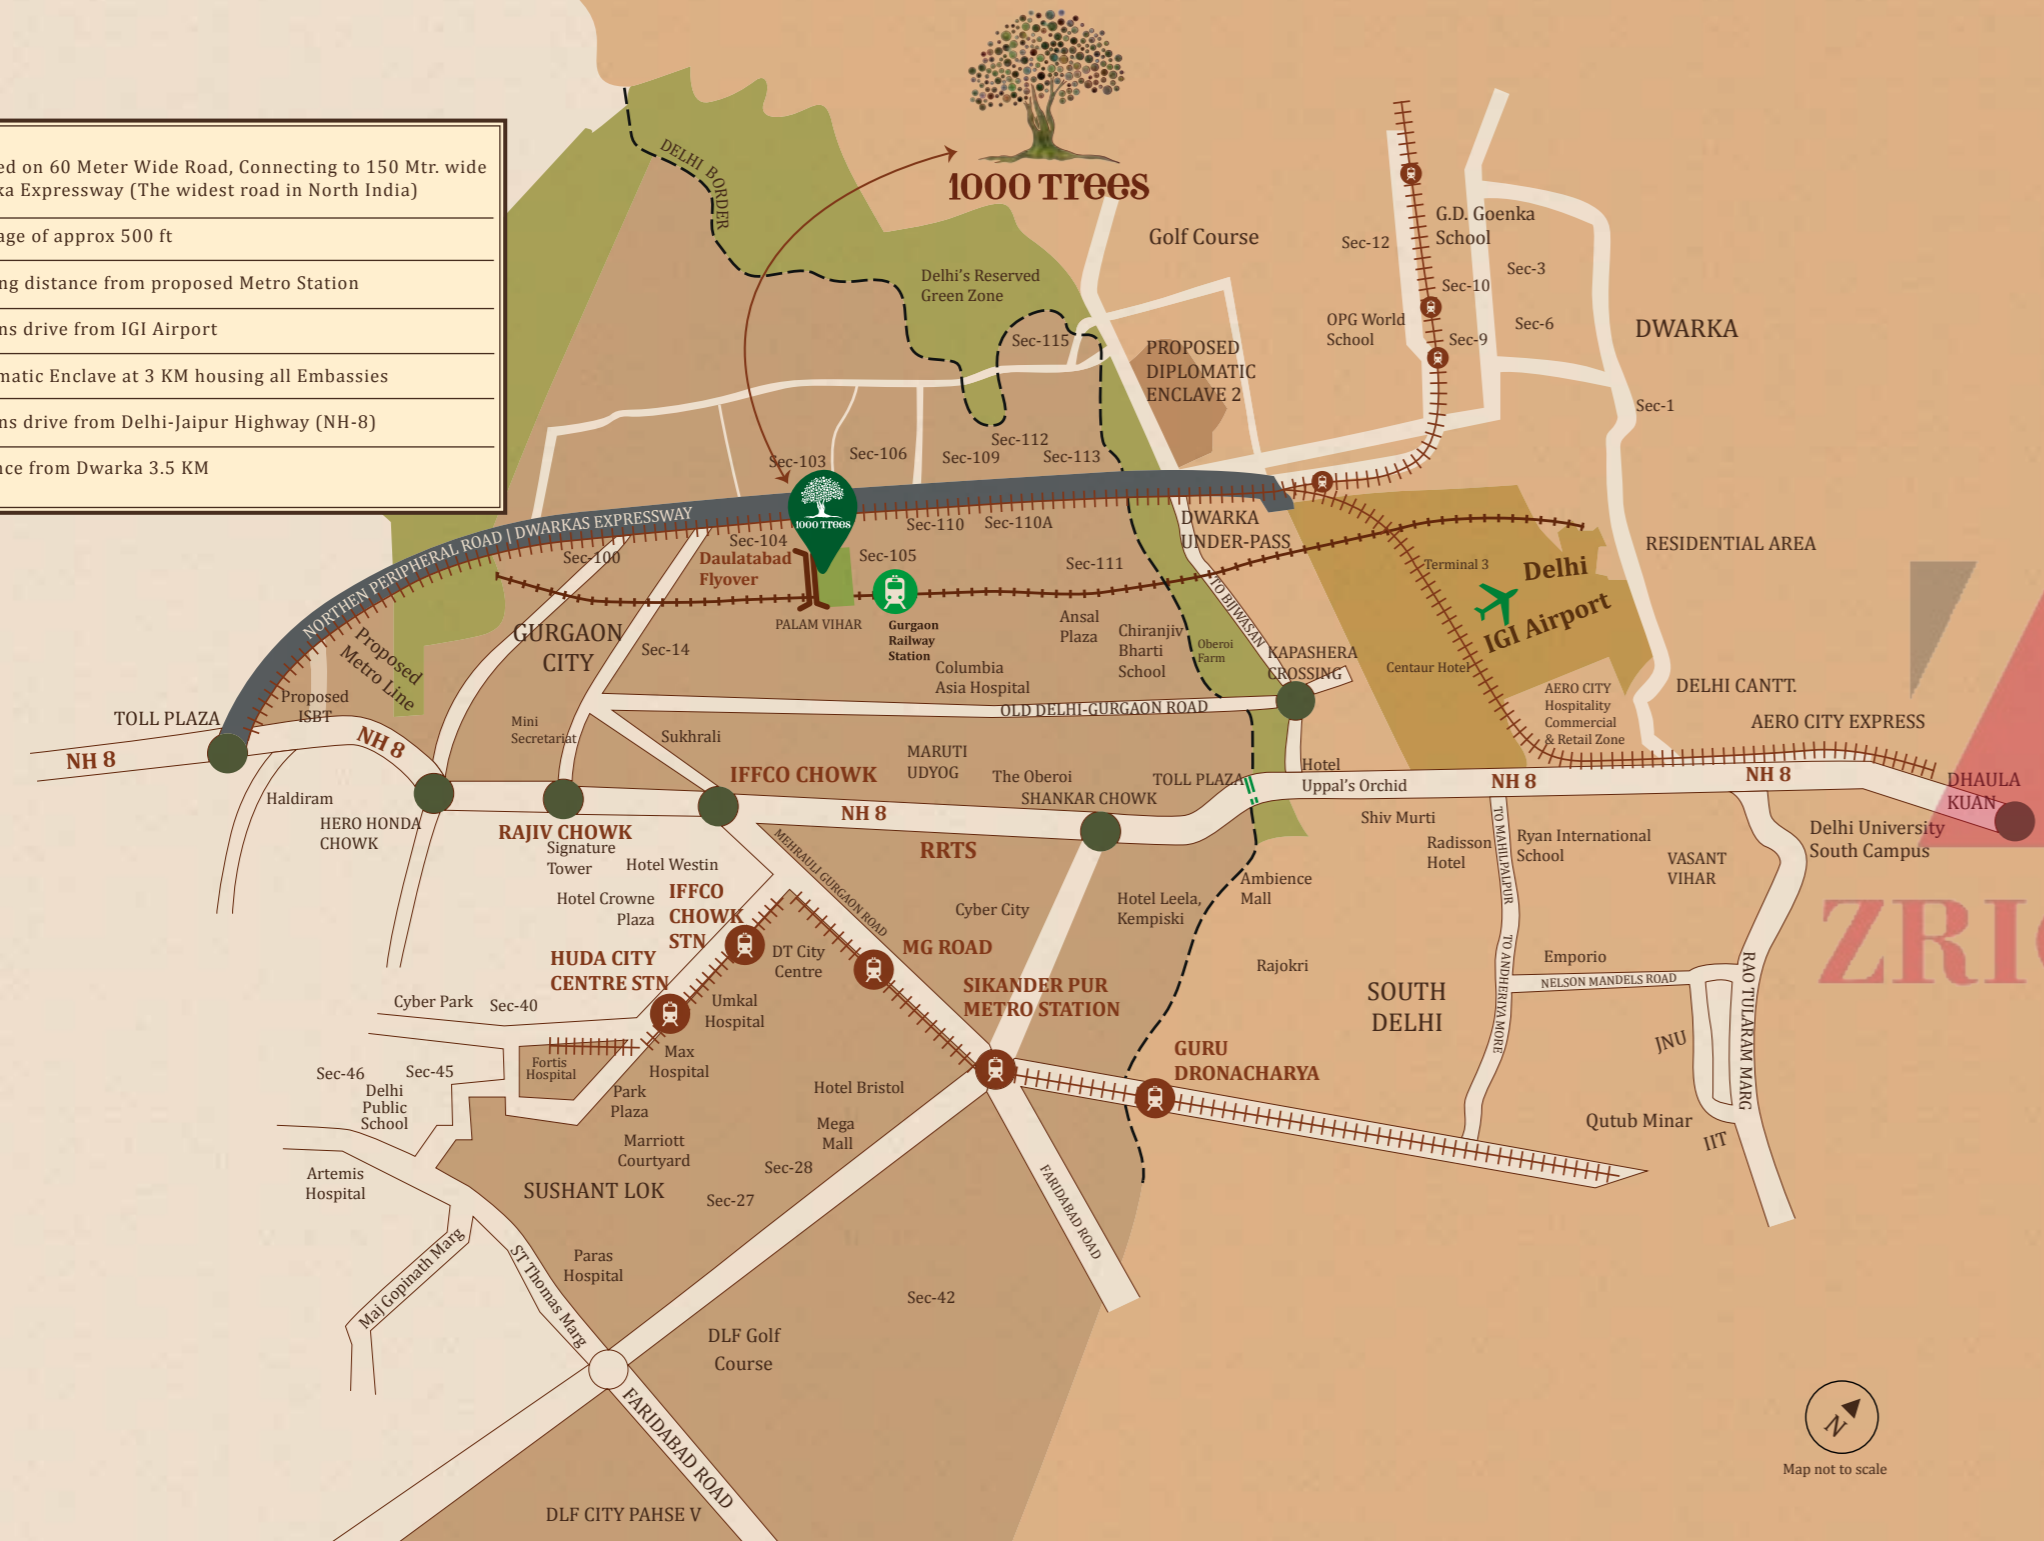 ed on 60 Meter Wide Road, Connecting to 150 Mtr. wide
ka Expressway (The widest road in North India)
age of approx 500 ft
ng distance from proposed Metro Station
ns drive from IGI Airport
matic Enclave at 3 KM housing all Embassies
ns drive from Delhi-Jaipur Highway (NH-8)
nce from Dwarka 3.5 KM
1000 Trees
DELHI BORDER
Delhi's Reserved
Green Zone
Golf Course
Sec-12
G.D. Goenka
School
Sec-3
Sec-10
OPG World
School
Sec-6
Sec-9
DWARKA
Sec-1
Sec-115
PROPOSED
DIPLOMATIC
ENCLAVE 2
Sec-103
Sec-106
Sec-109
Sec-112
Sec-113
NORTHEN PERIPHERAL ROAD | DWARKAS EXPRESSWAY
1000 Trees
Sec-100
Sec-104
Daulatabad
Flyover
Sec-105
Sec-110
Sec-110A
Sec-111
DWARKA
UNDER-PASS
TO BIJWASAN
Terminal 3
Delhi
IGI Airport
RESIDENTIAL AREA
Proposed
Metro Line
GURGAON
CITY
Sec-14
PALAM VIHAR
Gurgaon
Railway
Station
Columbia
Asia Hospital
Ansal
Plaza
Chiranjiv
Bharti
School
Oberoi
Farm
KAPASHERA
CROSSING
Centaur Hotel
AERO CITY
Hospitality
Commercial
& Retail Zone
DELHI CANTT.
AERO CITY EXPRESS
Proposed
ISBT
TOLL PLAZA
NH 8
NH 8
Mini
Secretariat
Sukhrali
OLD DELHI-GURGAON ROAD
MARUTI
UDYOG
IFFCO CHOWK
The Oberoi
SHANKAR CHOWK
TOLL PLAZA
Hotel
Uppal's Orchid
NH 8
NH 8
NH 8
DHAULA
KUAN
Haldiram
HERO HONDA
CHOWK
RAJIV CHOWK
Signature
Tower
Hotel Westin
MEHRAULI GURGAON ROAD
RRTS
Shiv Murti
Radisson
Hotel
TO MAHILPALPUR
Ryan International
School
VASANT
VIHAR
Delhi University
South Campus
Hotel Crowne
Plaza
IFFCO
CHOWK
STN
Cyber City
Hotel Leela,
Kempiski
Ambience
Mall
ZRI
HUDA CITY
CENTRE STN
DT City
Centre
MG ROAD
Rajokri
TO ANDHERIYA MORE
Emporio
NELSON MANDELS ROAD
RAO TULARAM MARG
Cyber Park
Sec-40
Umkal
Hospital
SIKANDER PUR
METRO STATION
SOUTH
DELHI
JNU
Fortis
Hospital
Max
Hospital
GURU
DRONACHARYA
Sec-46
Sec-45
Delhi
Public
School
Park
Plaza
Hotel Bristol
Mega
Mall
Qutub Minar
IIT
Marriott
Courtyard
Artemis
Hospital
SUSHANT LOK
Sec-28
Sec-27
FARIDABAD ROAD
Maj Gopinath Marg
ST Thomas Marg
Paras
Hospital
Sec-42
DLF Golf
Course
FARIDABAD ROAD
DLF CITY PAHSE V
N
Map not to scale